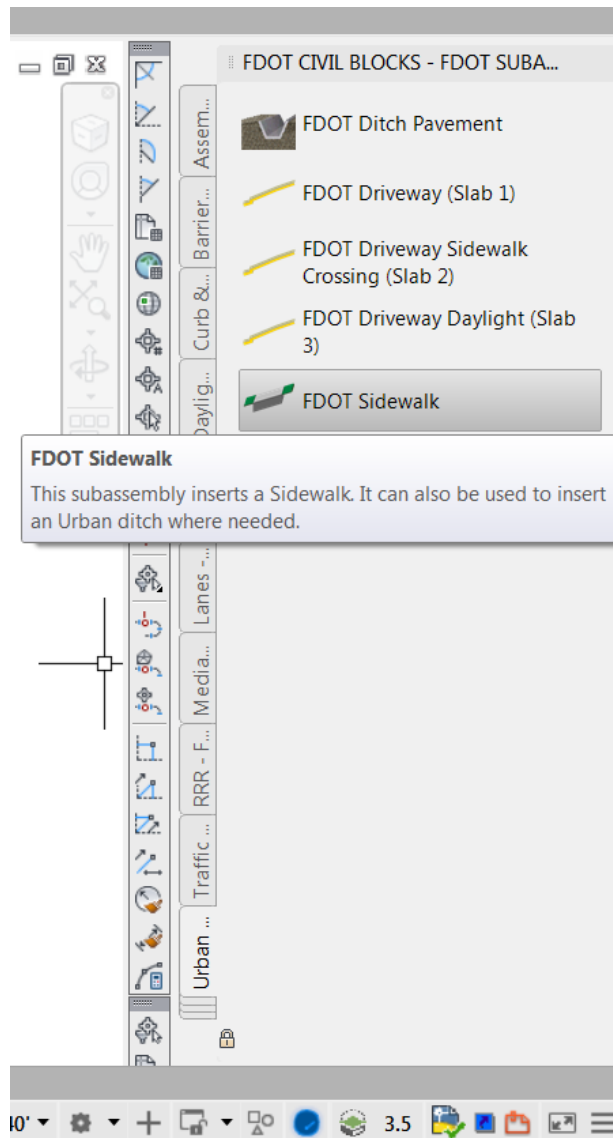 FDOT CIVIL BLOCKS - FDOT SUBA...
Assem...
Barrier...
Curb &...
Daylig...
Lanes -...
Media...
RRR - F...
Traffic ...
Urban ...
FDOT Ditch Pavement
FDOT Driveway (Slab 1)
FDOT Driveway Sidewalk
Crossing (Slab 2)
FDOT Driveway Daylight (Slab
3)
FDOT Sidewalk
FDOT Sidewalk
This subassembly inserts a Sidewalk. It can also be used to insert
an Urban ditch where needed.
40'
3.5